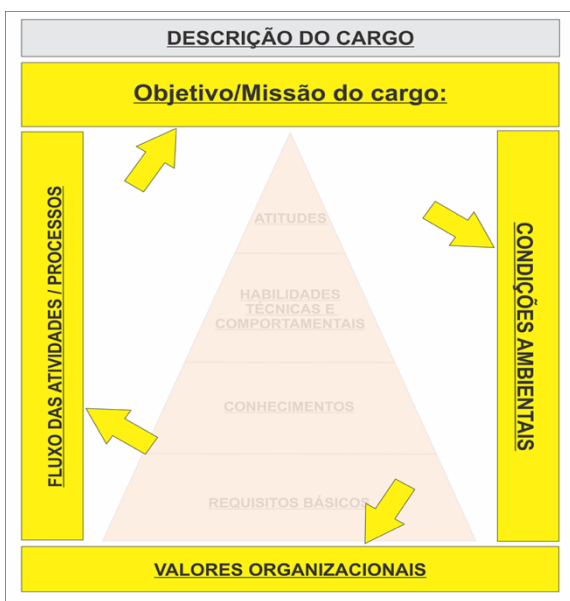 DESCRIÇÃO DO CARGO
Objetivo/Missão do cargo:
FLUXO DAS ATIVIDADES / PROCESSOS
ATITUDES
HABILIDADES
TÉCNICAS E
COMPORTAMENTAIS
CONHECIMENTOS
REQUISITOS BÁSICOS
CONDIÇÕES AMBIENTAIS
VALORES ORGANIZACIONAIS